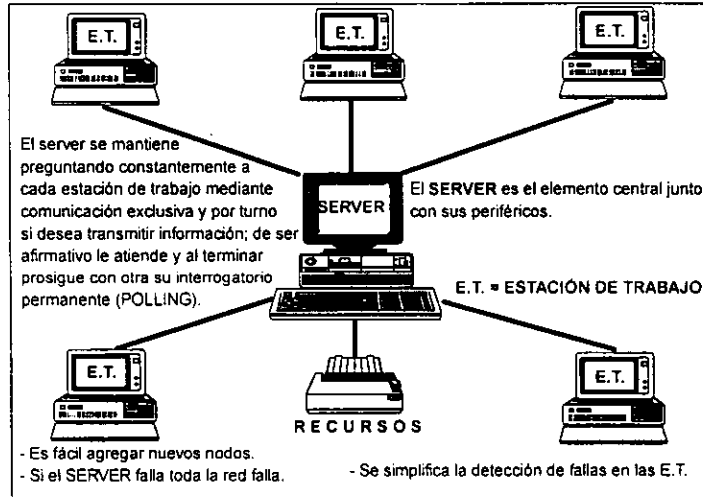 E.T.
E.T.
E.T.
El server se mantiene
preguntando constantemente a
cada estación de trabajo mediante
comunicación exclusiva y por turno
si desea transmitir información; de ser
afirmativo le atiende y al terminar
prosigue con otra su interrogatorio
permanente (POLLING).
SERVER
El SERVER es el elemento central junto
con sus periféricos.
E.T. = ESTACIÓN DE TRABAJO
E.T.
E.T.
RECURSOS
- Es fácil agregar nuevos nodos.
- Si el SERVER falla toda la red falla.
- Se simplifica la detección de fallas en las E.T.